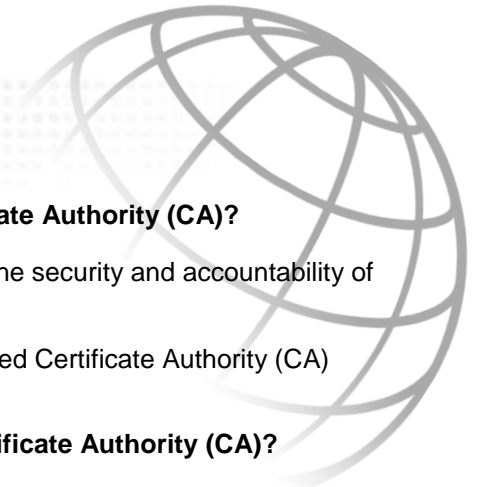 ate Authority (CA)?
he security and accountability of
ed Certificate Authority (CA)
ificate Authority (CA)?